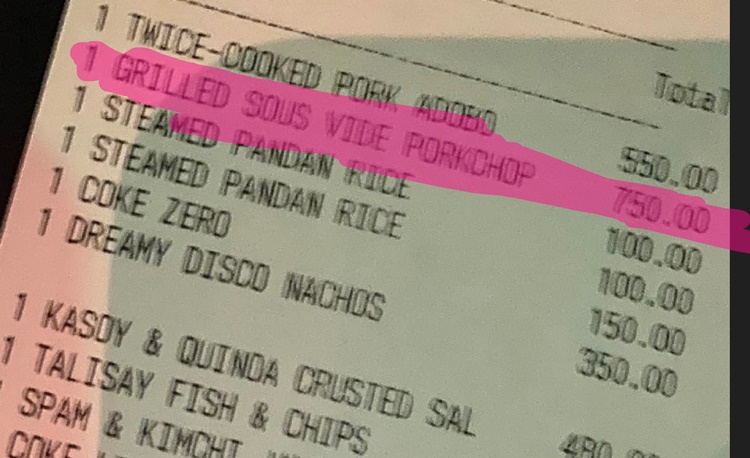 Total
1 TWICE-COOKED PORK ADOBO 550.00
1 GRILLED SOUS VIDE PORKCHOP 750.00
1 STEAMED PANDAN RICE 100.00
1 STEAMED PANDAN RICE 100.00
1 COKE ZERO 150.00
1 DREAMY DISCO NACHOS 350.00
1 KASOY & QUINOA CRUSTED SAL 480
1 TALISAY FISH & CHIPS
SPAM & KIMCHI
COKE